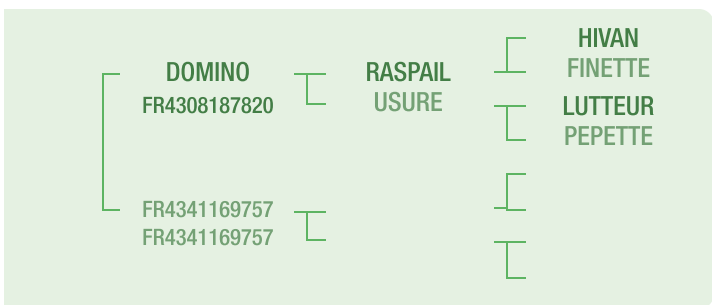 DOMINO
FR4308187820
RASPAIL
USURE
HIVAN
FINETTE
LUTTEUR
PEPETTE
FR4341169757
FR4341169757